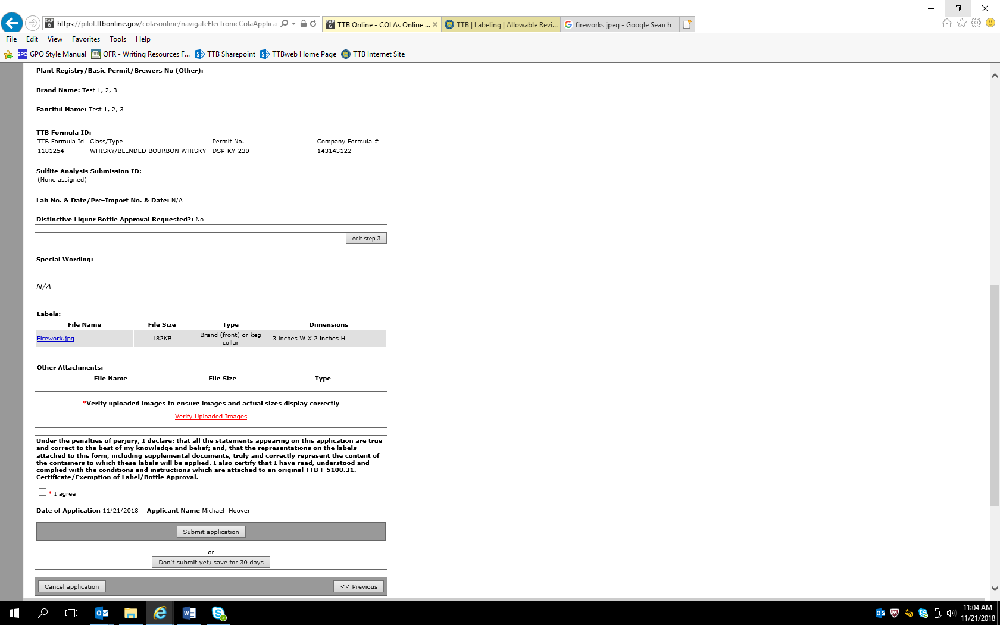 https://pilot.ttbonline.gov/colasonline/navigateElectronicColaApplica
TTB Online - COLAs Online ...
TTB | Labeling | Allowable Revi...
fireworks jpeg - Google Search
File Edit View Favorites Tools Help
GPO GPO Style Manual OFR - Writing Resources F... TTB Sharepoint TTBweb Home Page TTB Internet Site
Plant Registry/Basic Permit/Brewers No (Other):
Brand Name: Test 1, 2, 3
Fanciful Name: Test 1, 2, 3
TTB Formula ID:
TTB Formula Id Class/Type Permit No. Company Formula #
1181254 WHISKY/BLENDED BOURBON WHISKY DSP-KY-230 143143122
Sulfite Analysis Submission ID:
(None assigned)
Lab No. & Date/Pre-Import No. & Date: N/A
Distinctive Liquor Bottle Approval Requested?: No
edit step 3
Special Wording:
N/A
Labels:
File Name File Size Type Dimensions
Firework.jpg 182KB Brand (front) or keg collar 3 inches W X 2 inches H
Other Attachments:
File Name File Size Type
*Verify uploaded images to ensure images and actual sizes display correctly
Verify Uploaded Images
Under the penalties of perjury, I declare: that all the statements appearing on this application are true
and correct to the best of my knowledge and belief; and, that the representations on the labels
attached to this form, including supplemental documents, truly and correctly represent the content of
the containers to which these labels will be applied. I also certify that I have read, understood and
complied with the conditions and instructions which are attached to an original TTB F 5100.31.
Certificate/Exemption of Label/Bottle Approval.
* I agree
Date of Application 11/21/2018 Applicant Name Michael Hoover
Submit application
or
Don't submit yet; save for 30 days
Cancel application << Previous
11:04 AM
11/21/2018